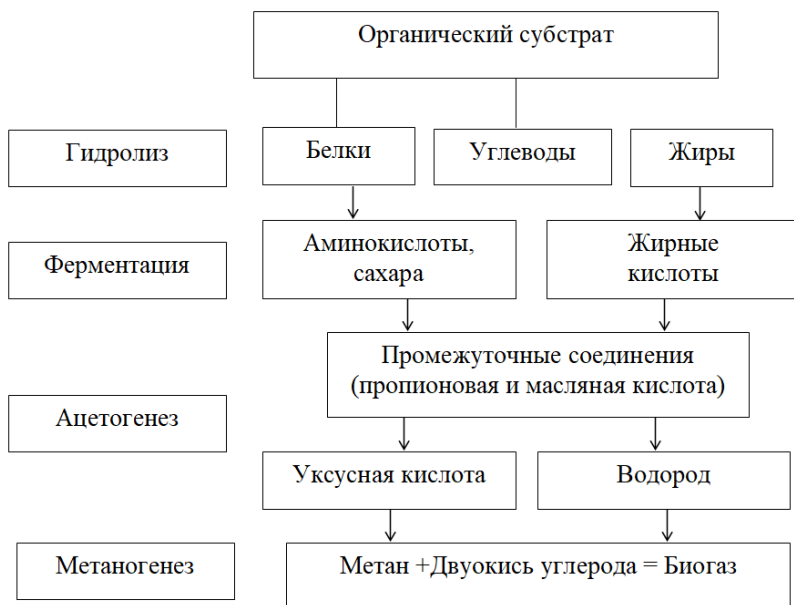 Органический субстрат
Гидролиз
Белки
Углеводы
Жиры
Ферментация
Аминокислоты,
сахара
Жирные
кислоты
Промежуточные соединения
(пропионовая и масляная кислота)
Ацетогенез
Уксусная кислота
Водород
Метаногенез
Метан +Двуокись углерода = Биогаз